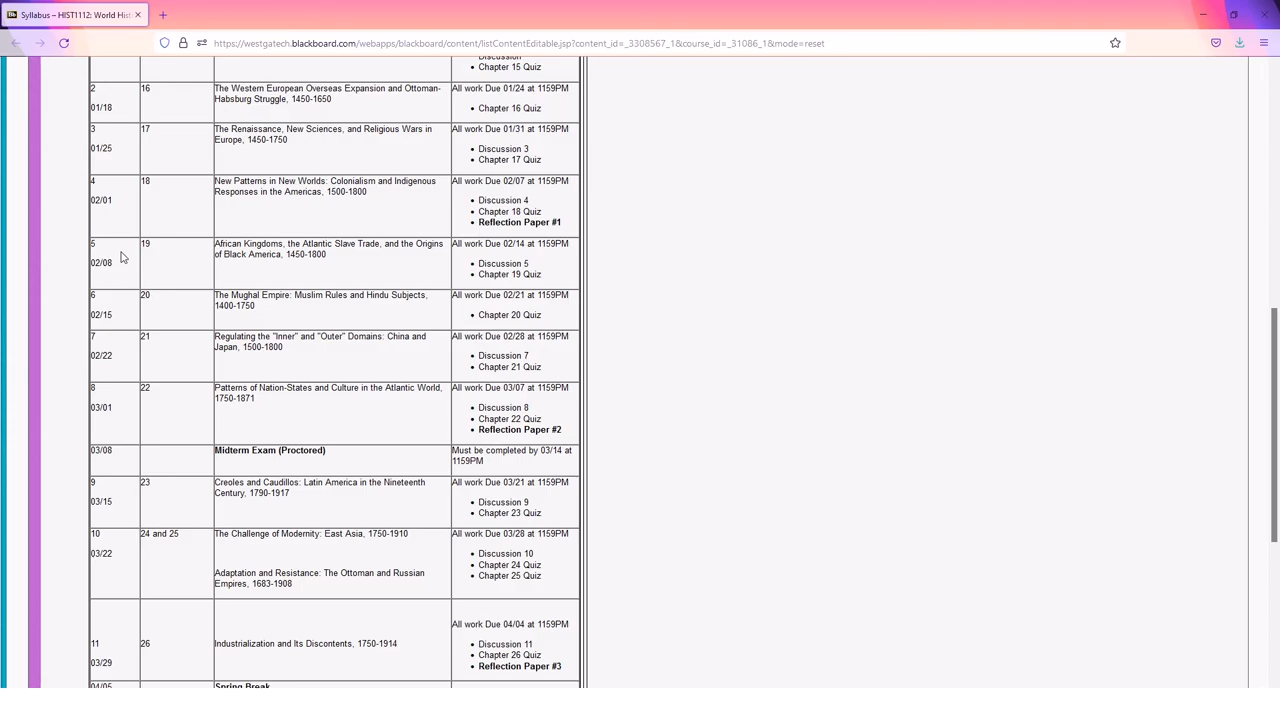 Syllabus – HIST1112: World Hist
https://westgatech.blackboard.com/webapps/blackboard/content/listContentEditable.jsp?content_id=_3308567_1&course_id=_31086_1&mode=reset
Discussion
Chapter 15 Quiz
2
01/18
16
The Western European Overseas Expansion and Ottoman-
Habsburg Struggle, 1450-1650
All work Due 01/24 at 1159PM
Chapter 16 Quiz
3
01/25
17
The Renaissance, New Sciences, and Religious Wars in
Europe, 1450-1750
All work Due 01/31 at 1159PM
Discussion 3
Chapter 17 Quiz
4
02/01
18
New Patterns in New Worlds: Colonialism and Indigenous
Responses in the Americas, 1500-1800
All work Due 02/07 at 1159PM
Discussion 4
Chapter 18 Quiz
Reflection Paper #1
5
02/08
19
African Kingdoms, the Atlantic Slave Trade, and the Origins
of Black America, 1450-1800
All work Due 02/14 at 1159PM
Discussion 5
Chapter 19 Quiz
6
02/15
20
The Mughal Empire: Muslim Rules and Hindu Subjects,
1400-1750
All work Due 02/21 at 1159PM
Chapter 20 Quiz
7
02/22
21
Regulating the "Inner" and "Outer" Domains: China and
Japan, 1500-1800
All work Due 02/28 at 1159PM
Discussion 7
Chapter 21 Quiz
8
03/01
22
Patterns of Nation-States and Culture in the Atlantic World,
1750-1871
All work Due 03/07 at 1159PM
Discussion 8
Chapter 22 Quiz
Reflection Paper #2
03/08
Midterm Exam (Proctored)
Must be completed by 03/14 at
1159PM
9
03/15
23
Creoles and Caudillos: Latin America in the Nineteenth
Century, 1790-1917
All work Due 03/21 at 1159PM
Discussion 9
Chapter 23 Quiz
10
03/22
24 and 25
The Challenge of Modernity: East Asia, 1750-1910
Adaptation and Resistance: The Ottoman and Russian
Empires, 1683-1908
All work Due 03/28 at 1159PM
Discussion 10
Chapter 24 Quiz
Chapter 25 Quiz
11
03/29
26
Industrialization and Its Discontents, 1750-1914
All work Due 04/04 at 1159PM
Discussion 11
Chapter 26 Quiz
Reflection Paper #3
04/05
Spring Break